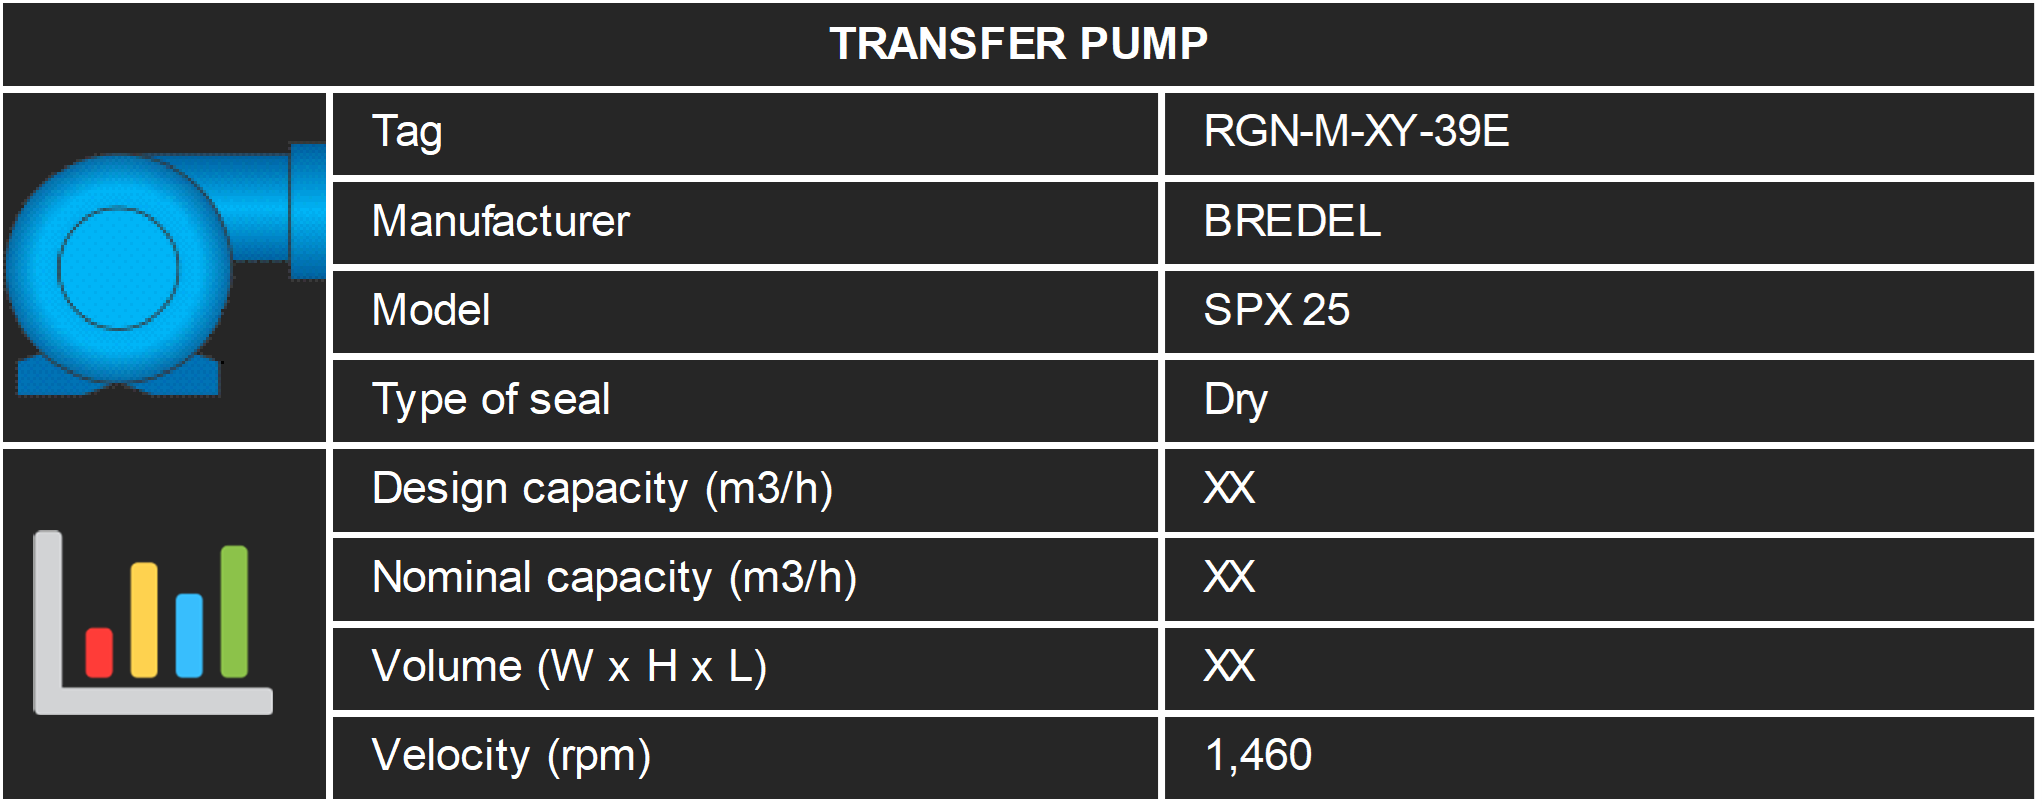 TRANSFER PUMP
Tag RGN-M-XY-39E
Manufacturer BREDEL
Model SPX 25
Type of seal Dry
Design capacity (m3/h) XX
Nominal capacity (m3/h) XX
Volume (W x H x L) XX
Velocity (rpm) 1,460